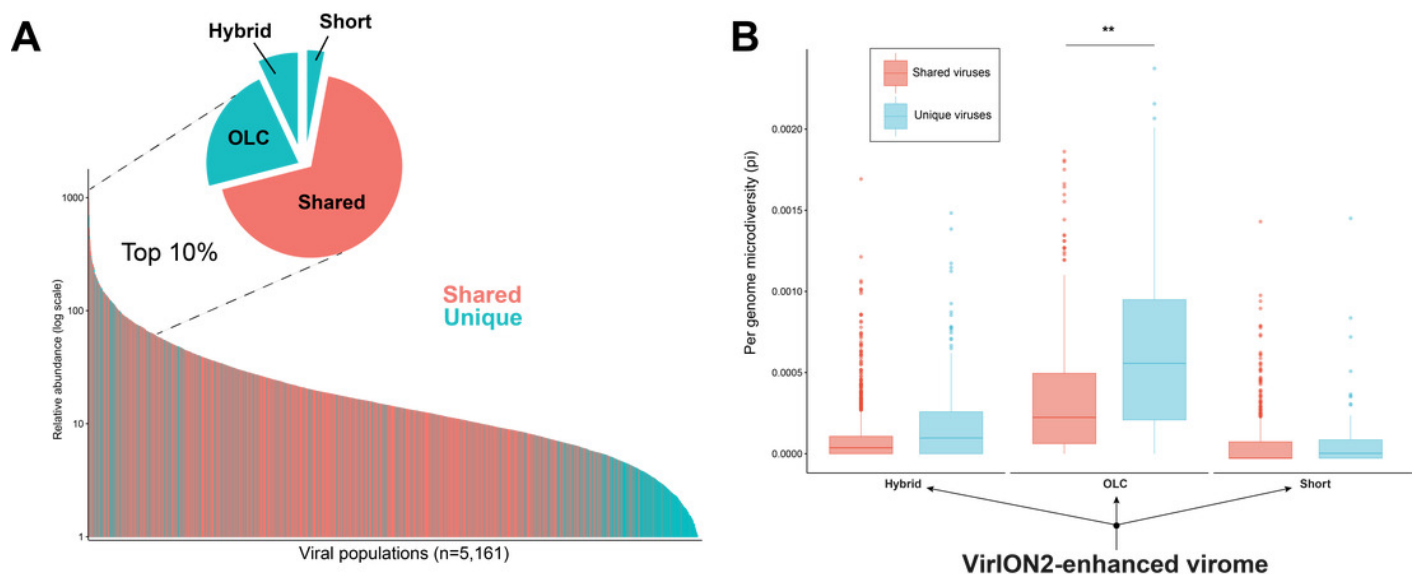 A
Hybrid
Short
OLC
Shared
1000
100
10
1
Relative abundance (log scale)
Top 10%
Shared
Unique
Viral populations (n=5,161)
B
**
Shared viruses
Unique viruses
Per genome microdiversity (pi)
0.0020
0.0015
0.0010
0.0005
0.0000
Hybrid
OLC
Short
VirION2-enhanced virome